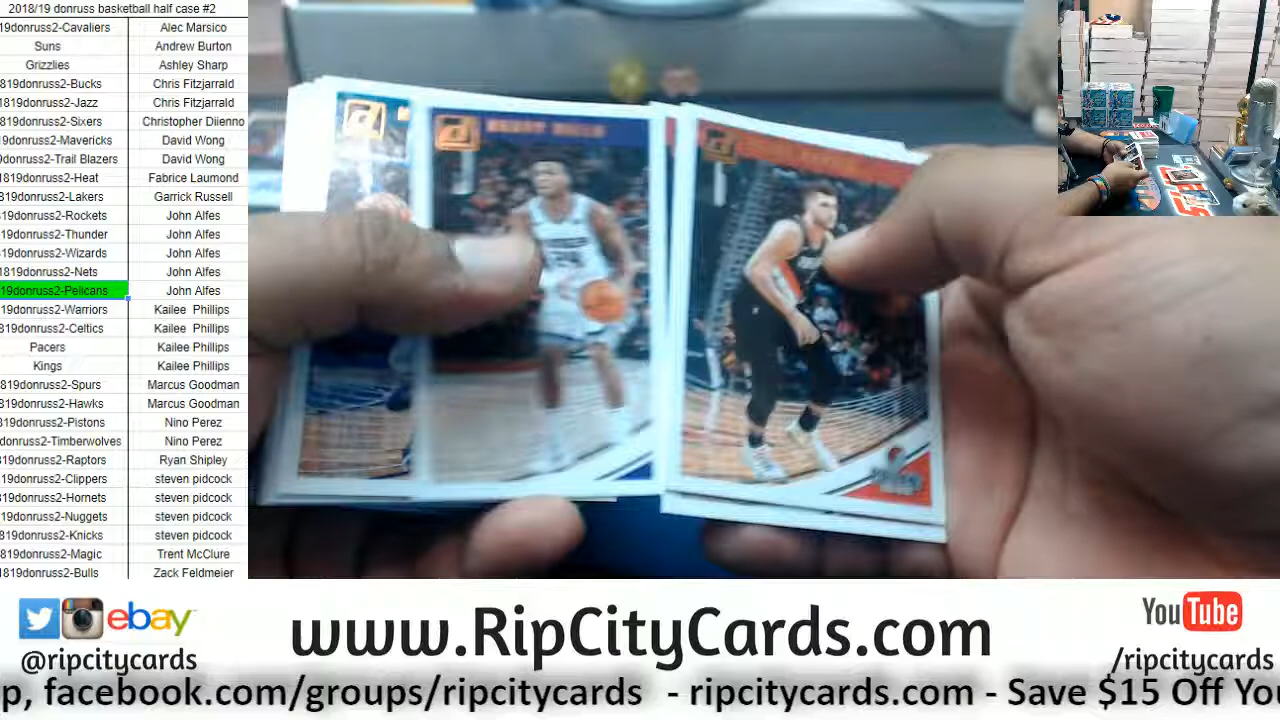 2018/19 donruss basketball half case #2
19donruss2-Cavaliers Alec Marsico
Suns Andrew Burton
Grizzlies Ashley Sharp
819donruss2-Bucks Chris Fitzjarrald
1819donruss2-Jazz Chris Fitzjarrald
819donruss2-Sixers Christopher Diienno
19donruss2-Mavericks David Wong
9donruss2-Trail Blazers David Wong
819donruss2-Heat Fabrice Laumond
19donruss2-Lakers Garrick Russell
19donruss2-Rockets John Alfes
19donruss2-Thunder John Alfes
19donruss2-Wizards John Alfes
819donruss2-Nets John Alfes
19donruss2-Pelicans John Alfes
19donruss2-Warriors Kailee Phillips
819donruss2-Celtics Kailee Phillips
Pacers Kailee Phillips
Kings Kailee Phillips
819donruss2-Spurs Marcus Goodman
819donruss2-Hawks Marcus Goodman
19donruss2-Pistons Nino Perez
donruss2-Timberwolves Nino Perez
19donruss2-Raptors Ryan Shipley
19donruss2-Clippers steven pidcock
19donruss2-Hornets steven pidcock
19donruss2-Nuggets steven pidcock
19donruss2-Knicks steven pidcock
819donruss2-Magic Trent McClure
1819donruss2-Bulls Zack Feldmeier
BUDDY HIELD
ebay
@ripcitycards
www.RipCityCards.com
YouTube
/ripcitycards
p, facebook.com/groups/ripcitycards - ripcitycards.com - Save $15 Off You